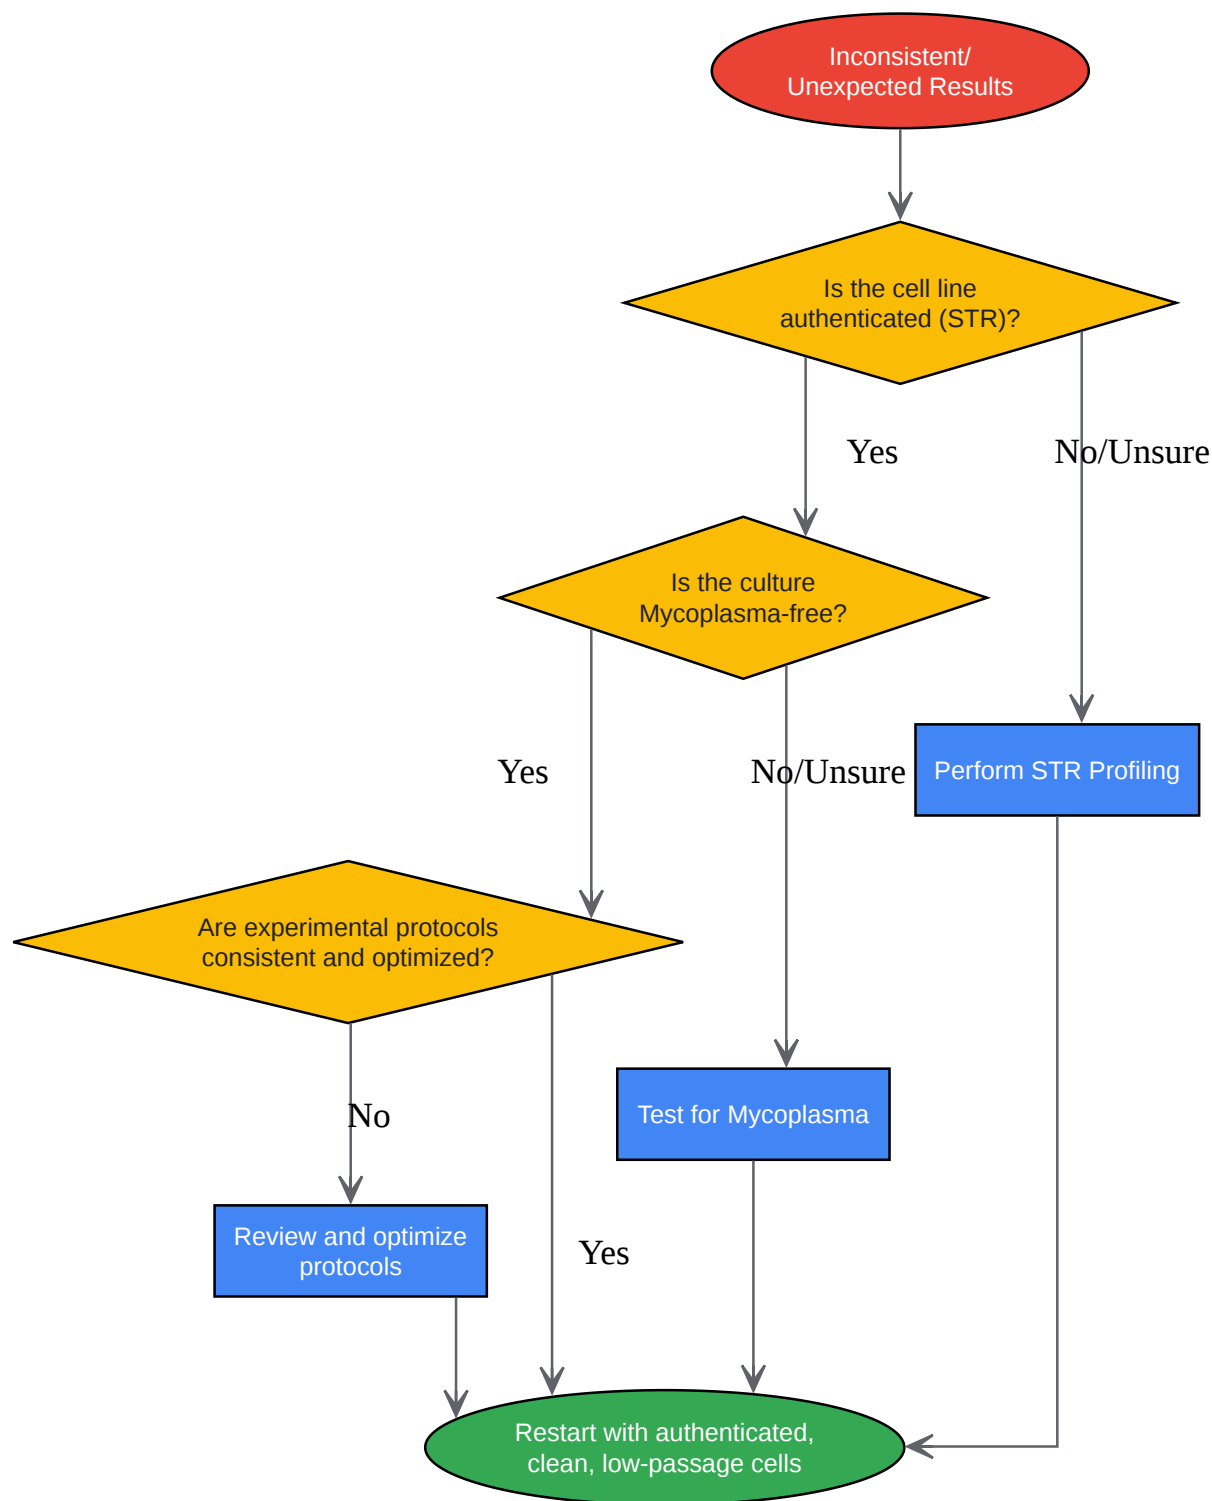 Inconsistent/
Unexpected Results
Is the cell line
authenticated (STR)?
Yes
No/Unsure
Is the culture
Mycoplasma-free?
Yes
No/Unsure
Perform STR Profiling
Are experimental protocols
consistent and optimized?
No
Test for Mycoplasma
Review and optimize
protocols
Yes
Restart with authenticated,
clean, low-passage cells